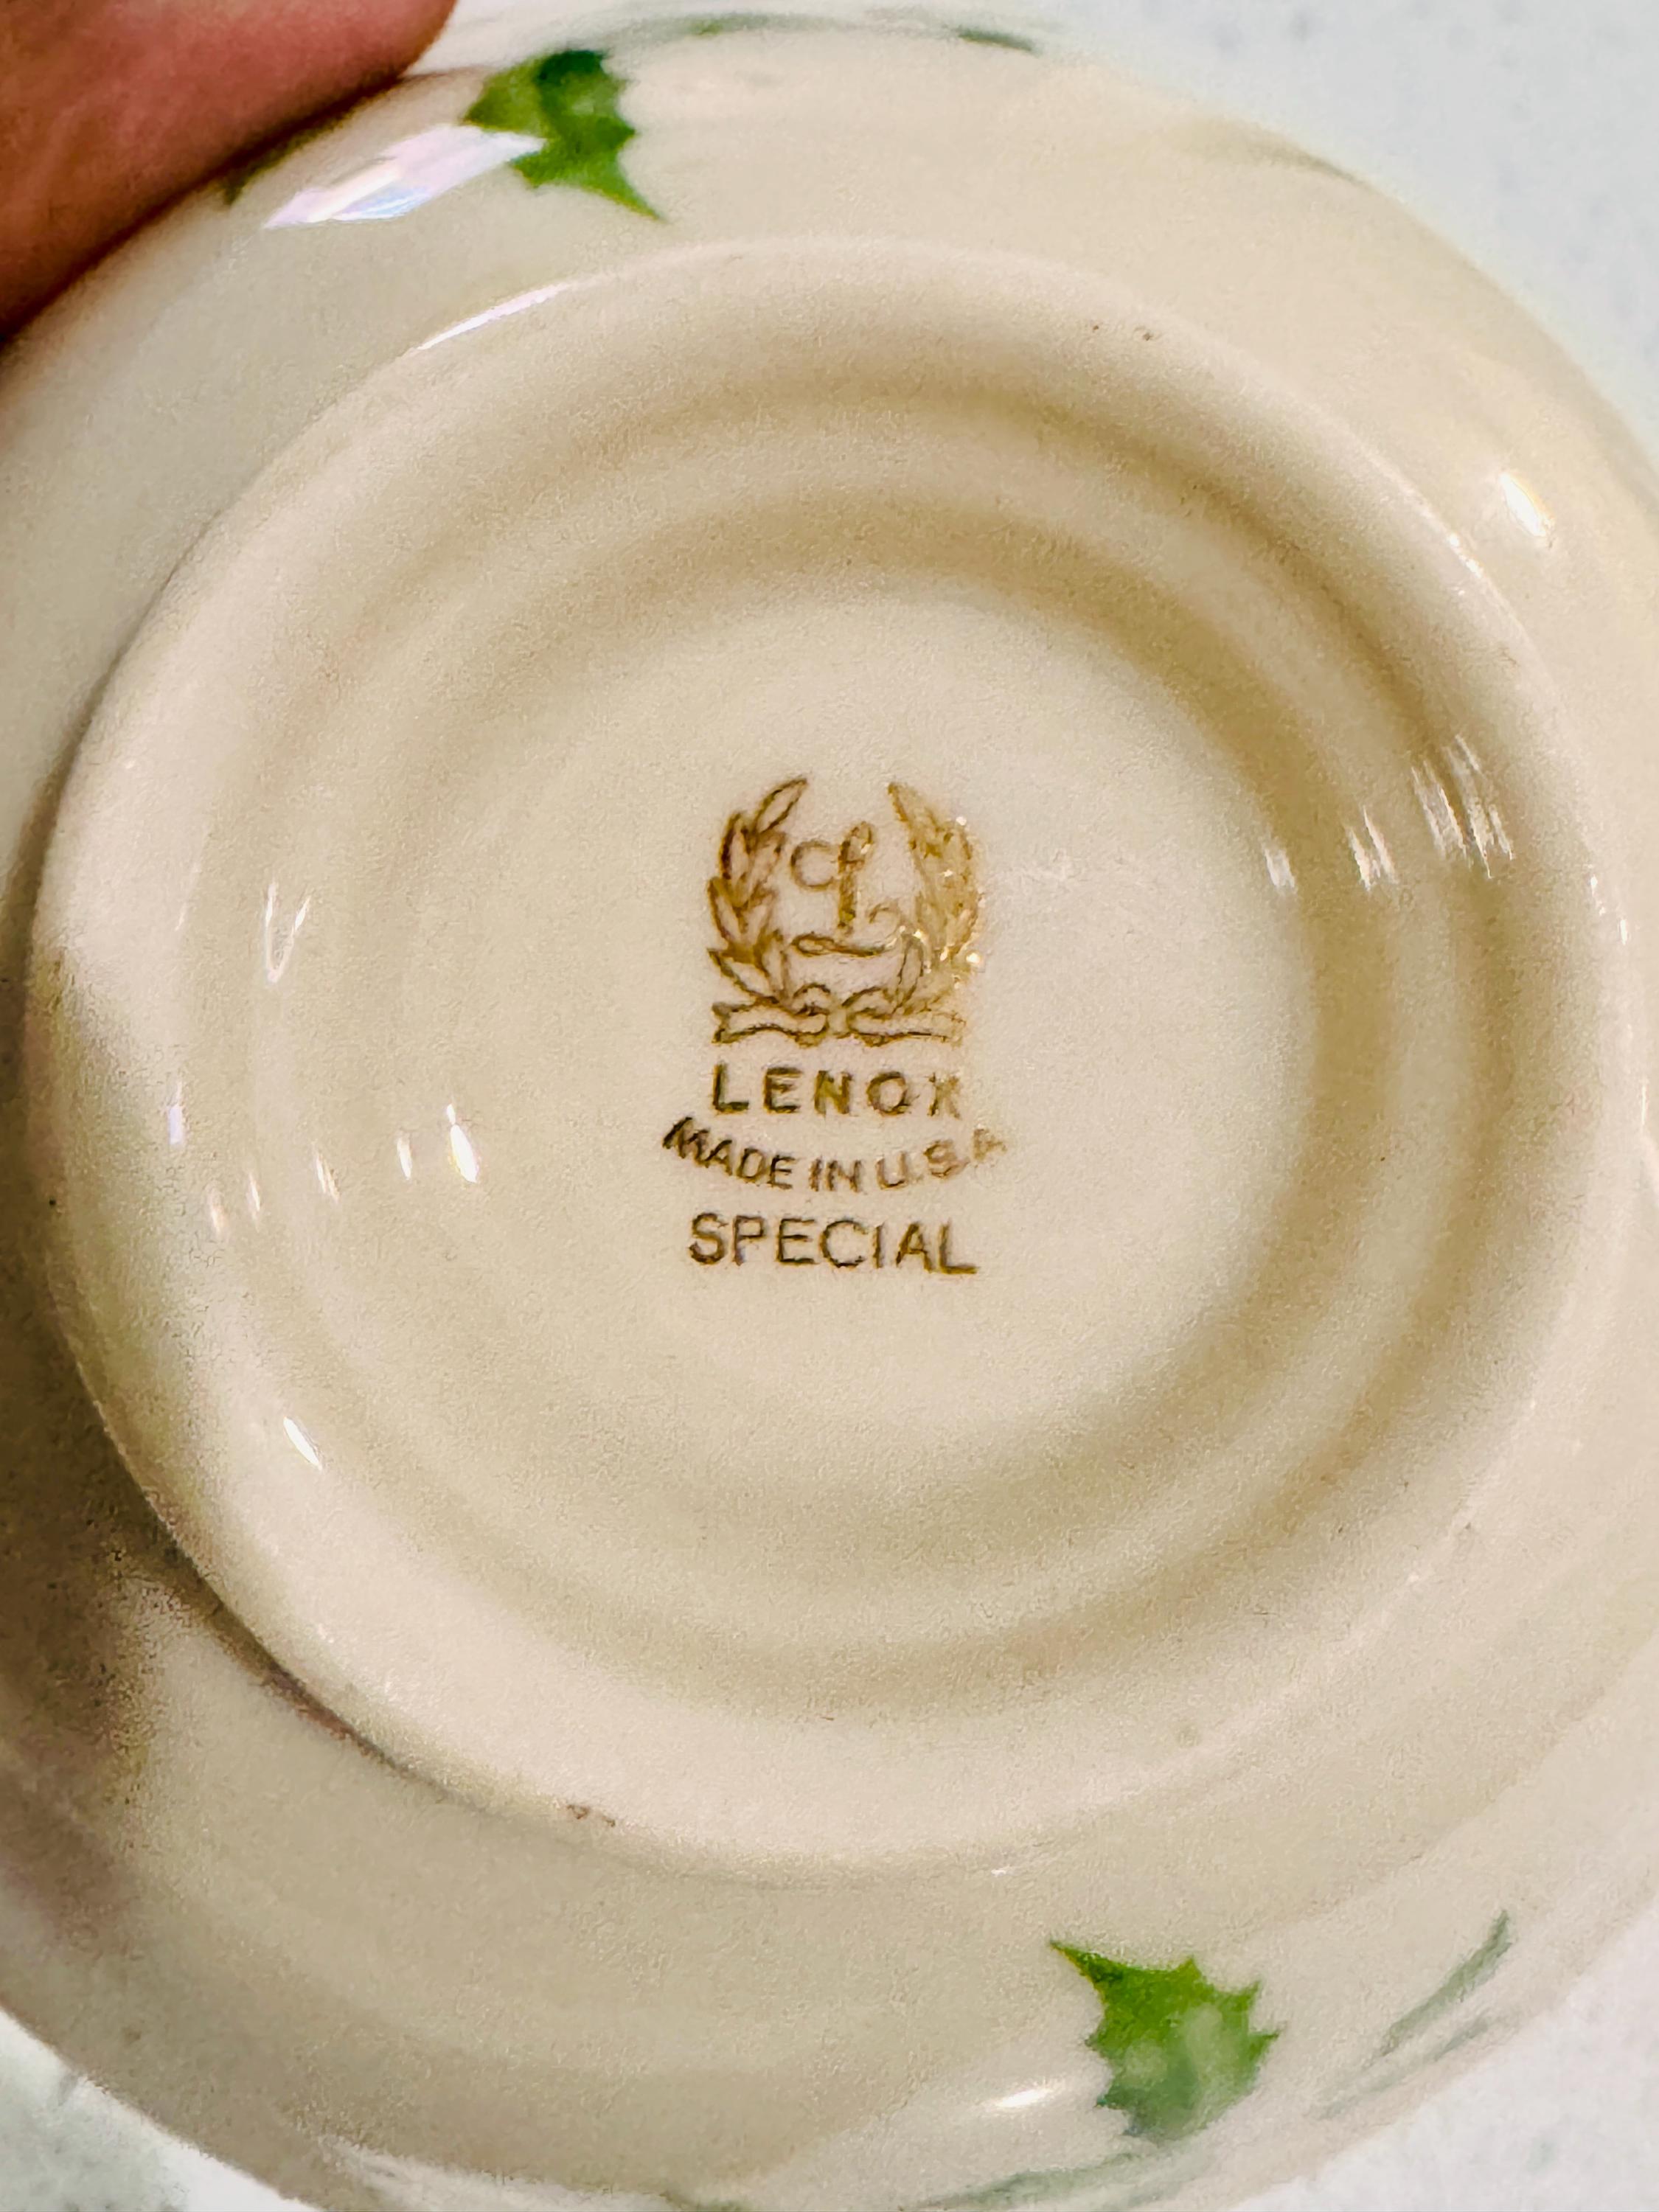 L
LENOX
MADE IN U.S.A
SPECIAL